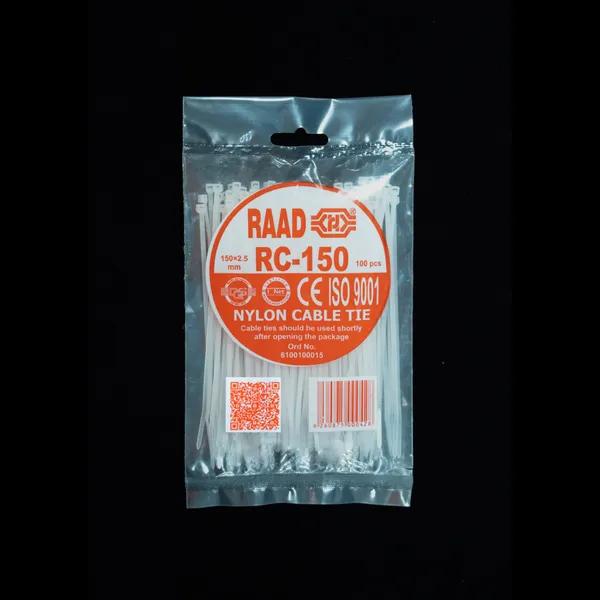 RAAD ®
150×2.5 mm RC-150 100 pcs
CE ISO 9001
NYLON CABLE TIE
Cable ties should be used shortly
after opening the package
Ord No.
6100100015